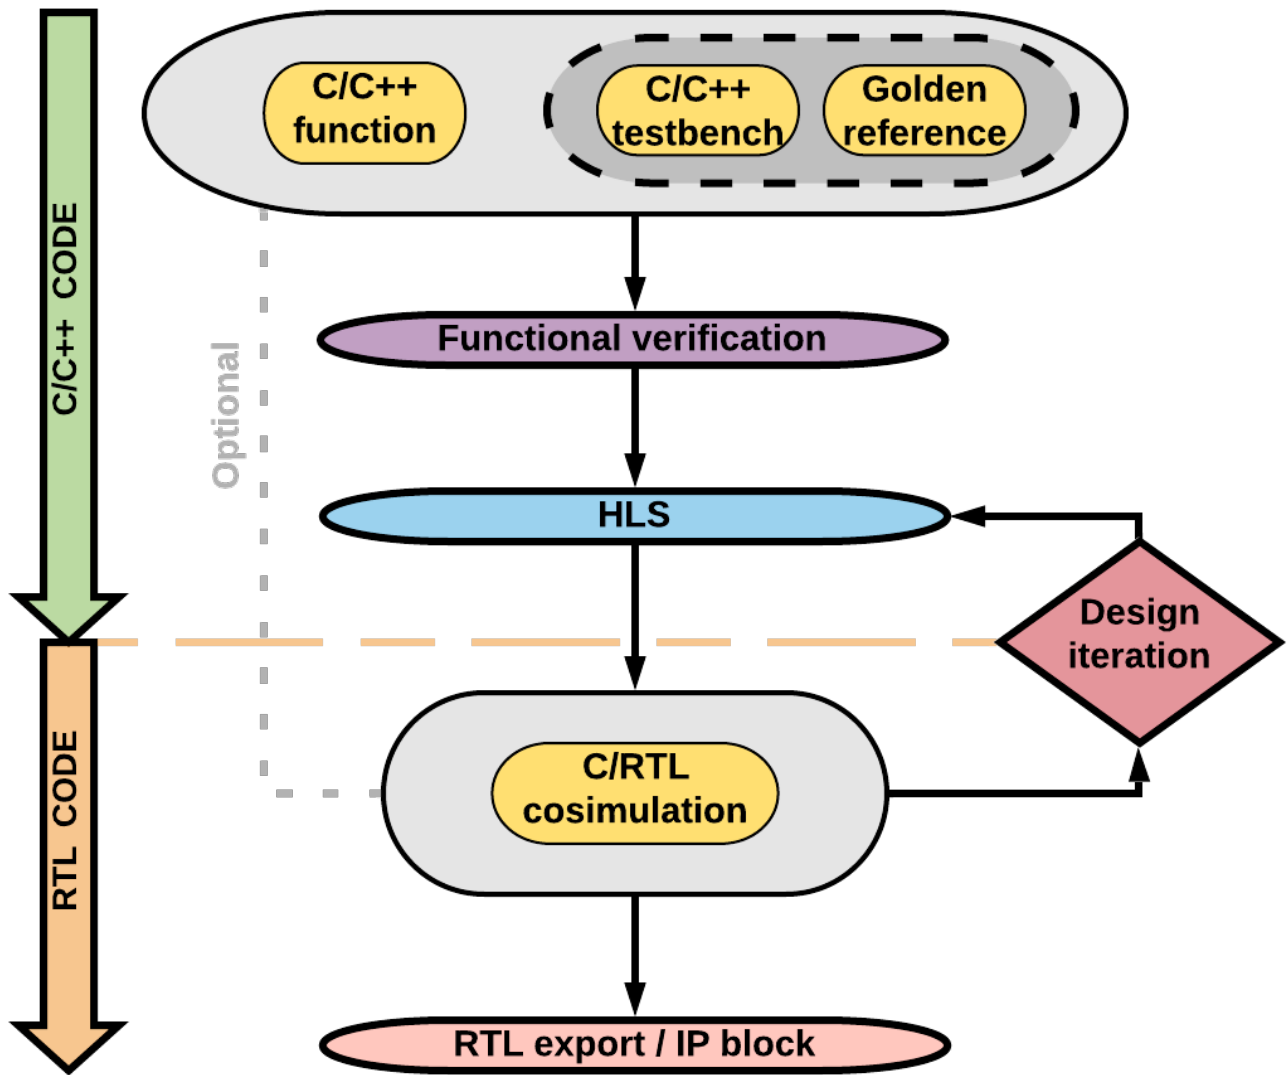 C/C++
function
C/C++
testbench
Golden
reference
C/C++ CODE
Functional verification
Optional
HLS
Design
iteration
C/RTL
cosimulation
RTL CODE
RTL export / IP block